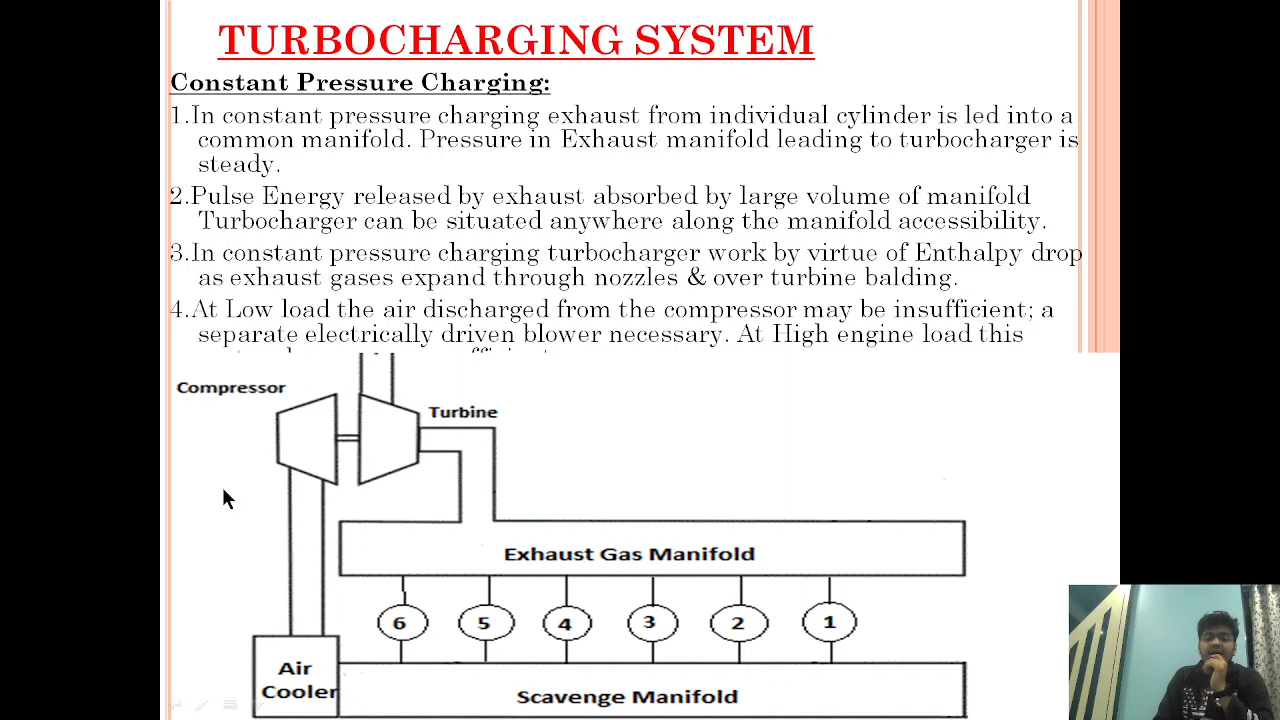 TURBOCHARGING SYSTEM
Constant Pressure Charging:
1.In constant pressure charging exhaust from individual cylinder is led into a
common manifold. Pressure in Exhaust manifold leading to turbocharger is
steady.
2.Pulse Energy released by exhaust absorbed by large volume of manifold
Turbocharger can be situated anywhere along the manifold accessibility.
3.In constant pressure charging turbocharger work by virtue of Enthalpy drop
as exhaust gases expand through nozzles & over turbine balding.
4.At Low load the air discharged from the compressor may be insufficient; a
separate electrically driven blower necessary. At High engine load this
Compressor
Turbine
Exhaust Gas Manifold
6 5 4 3 2 1
Air
Cooler
Scavenge Manifold